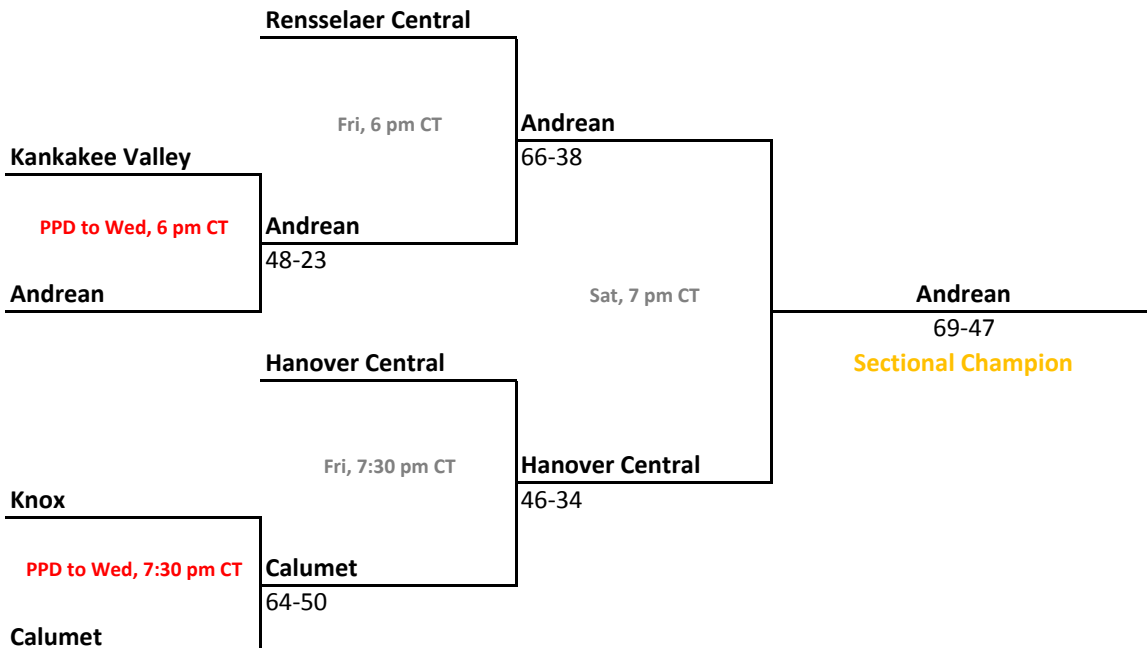 Rensselaer Central
Fri, 6 pm CT
Andrean
66-38
Kankakee Valley
PPD to Wed, 6 pm CT
Andrean
48-23
Andrean
Sat, 7 pm CT
Andrean
69-47
Sectional Champion
Hanover Central
Fri, 7:30 pm CT
Hanover Central
46-34
Knox
PPD to Wed, 7:30 pm CT
Calumet
64-50
Calumet